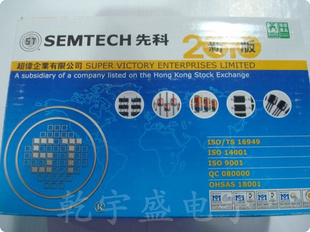 ST SEMTECH 先科
超偉企業有限公司 SUPER VICTORY ENTERPRISES LIMITED
A subsidiary of a company listed on the Hong Kong Stock Exchange
ISO/TS 16949
ISO 14001
ISO 9001
QC 080000
OHSAS 18001
®
乾宇盛电子